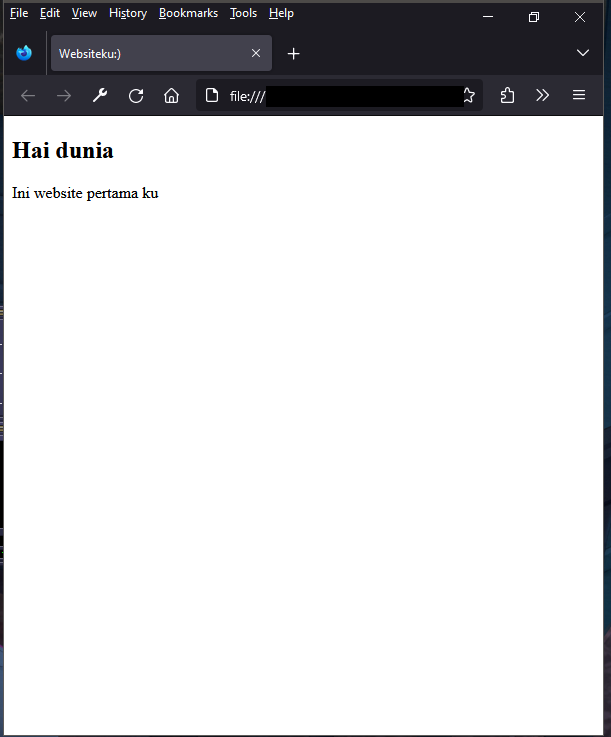 File Edit View History Bookmarks Tools Help
Websiteku:)
file:///
Hai dunia
Ini website pertama ku